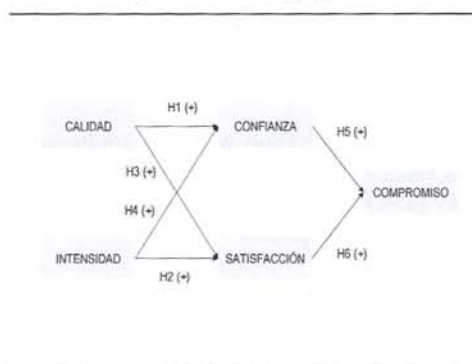 H1 (+)
CALIDAD
CONFIANZA
H5 (+)
H3 (+)
COMPROMISO
H4 (+)
INTENSIDAD
SATISFACCIÓN
H6 (+)
H2 (+)